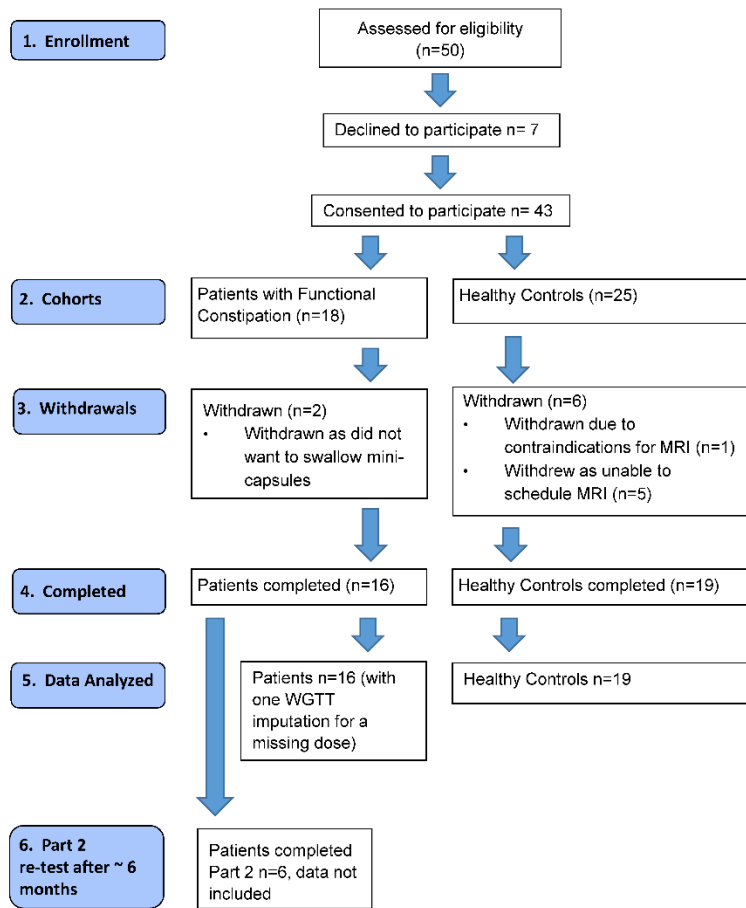 1. Enrollment
Assessed for eligibility
(n=50)
Declined to participate n= 7
Consented to participate n= 43
2. Cohorts
Patients with Functional
Constipation (n=18)
Healthy Controls (n=25)
3. Withdrawals
Withdrawn (n=2)
• Withdrawn as did not
want to swallow mini-
capsules
Withdrawn (n=6)
• Withdrawn due to
contraindications for MRI (n=1)
• Withdrew as unable to
schedule MRI (n=5)
4. Completed
Patients completed (n=16)
Healthy Controls completed (n=19)
5. Data Analyzed
Patients n=16 (with
one WGTT
imputation for a
missing dose)
Healthy Controls n=19
6. Part 2
re-test after ~ 6
months
Patients completed
Part 2 n=6, data not
included